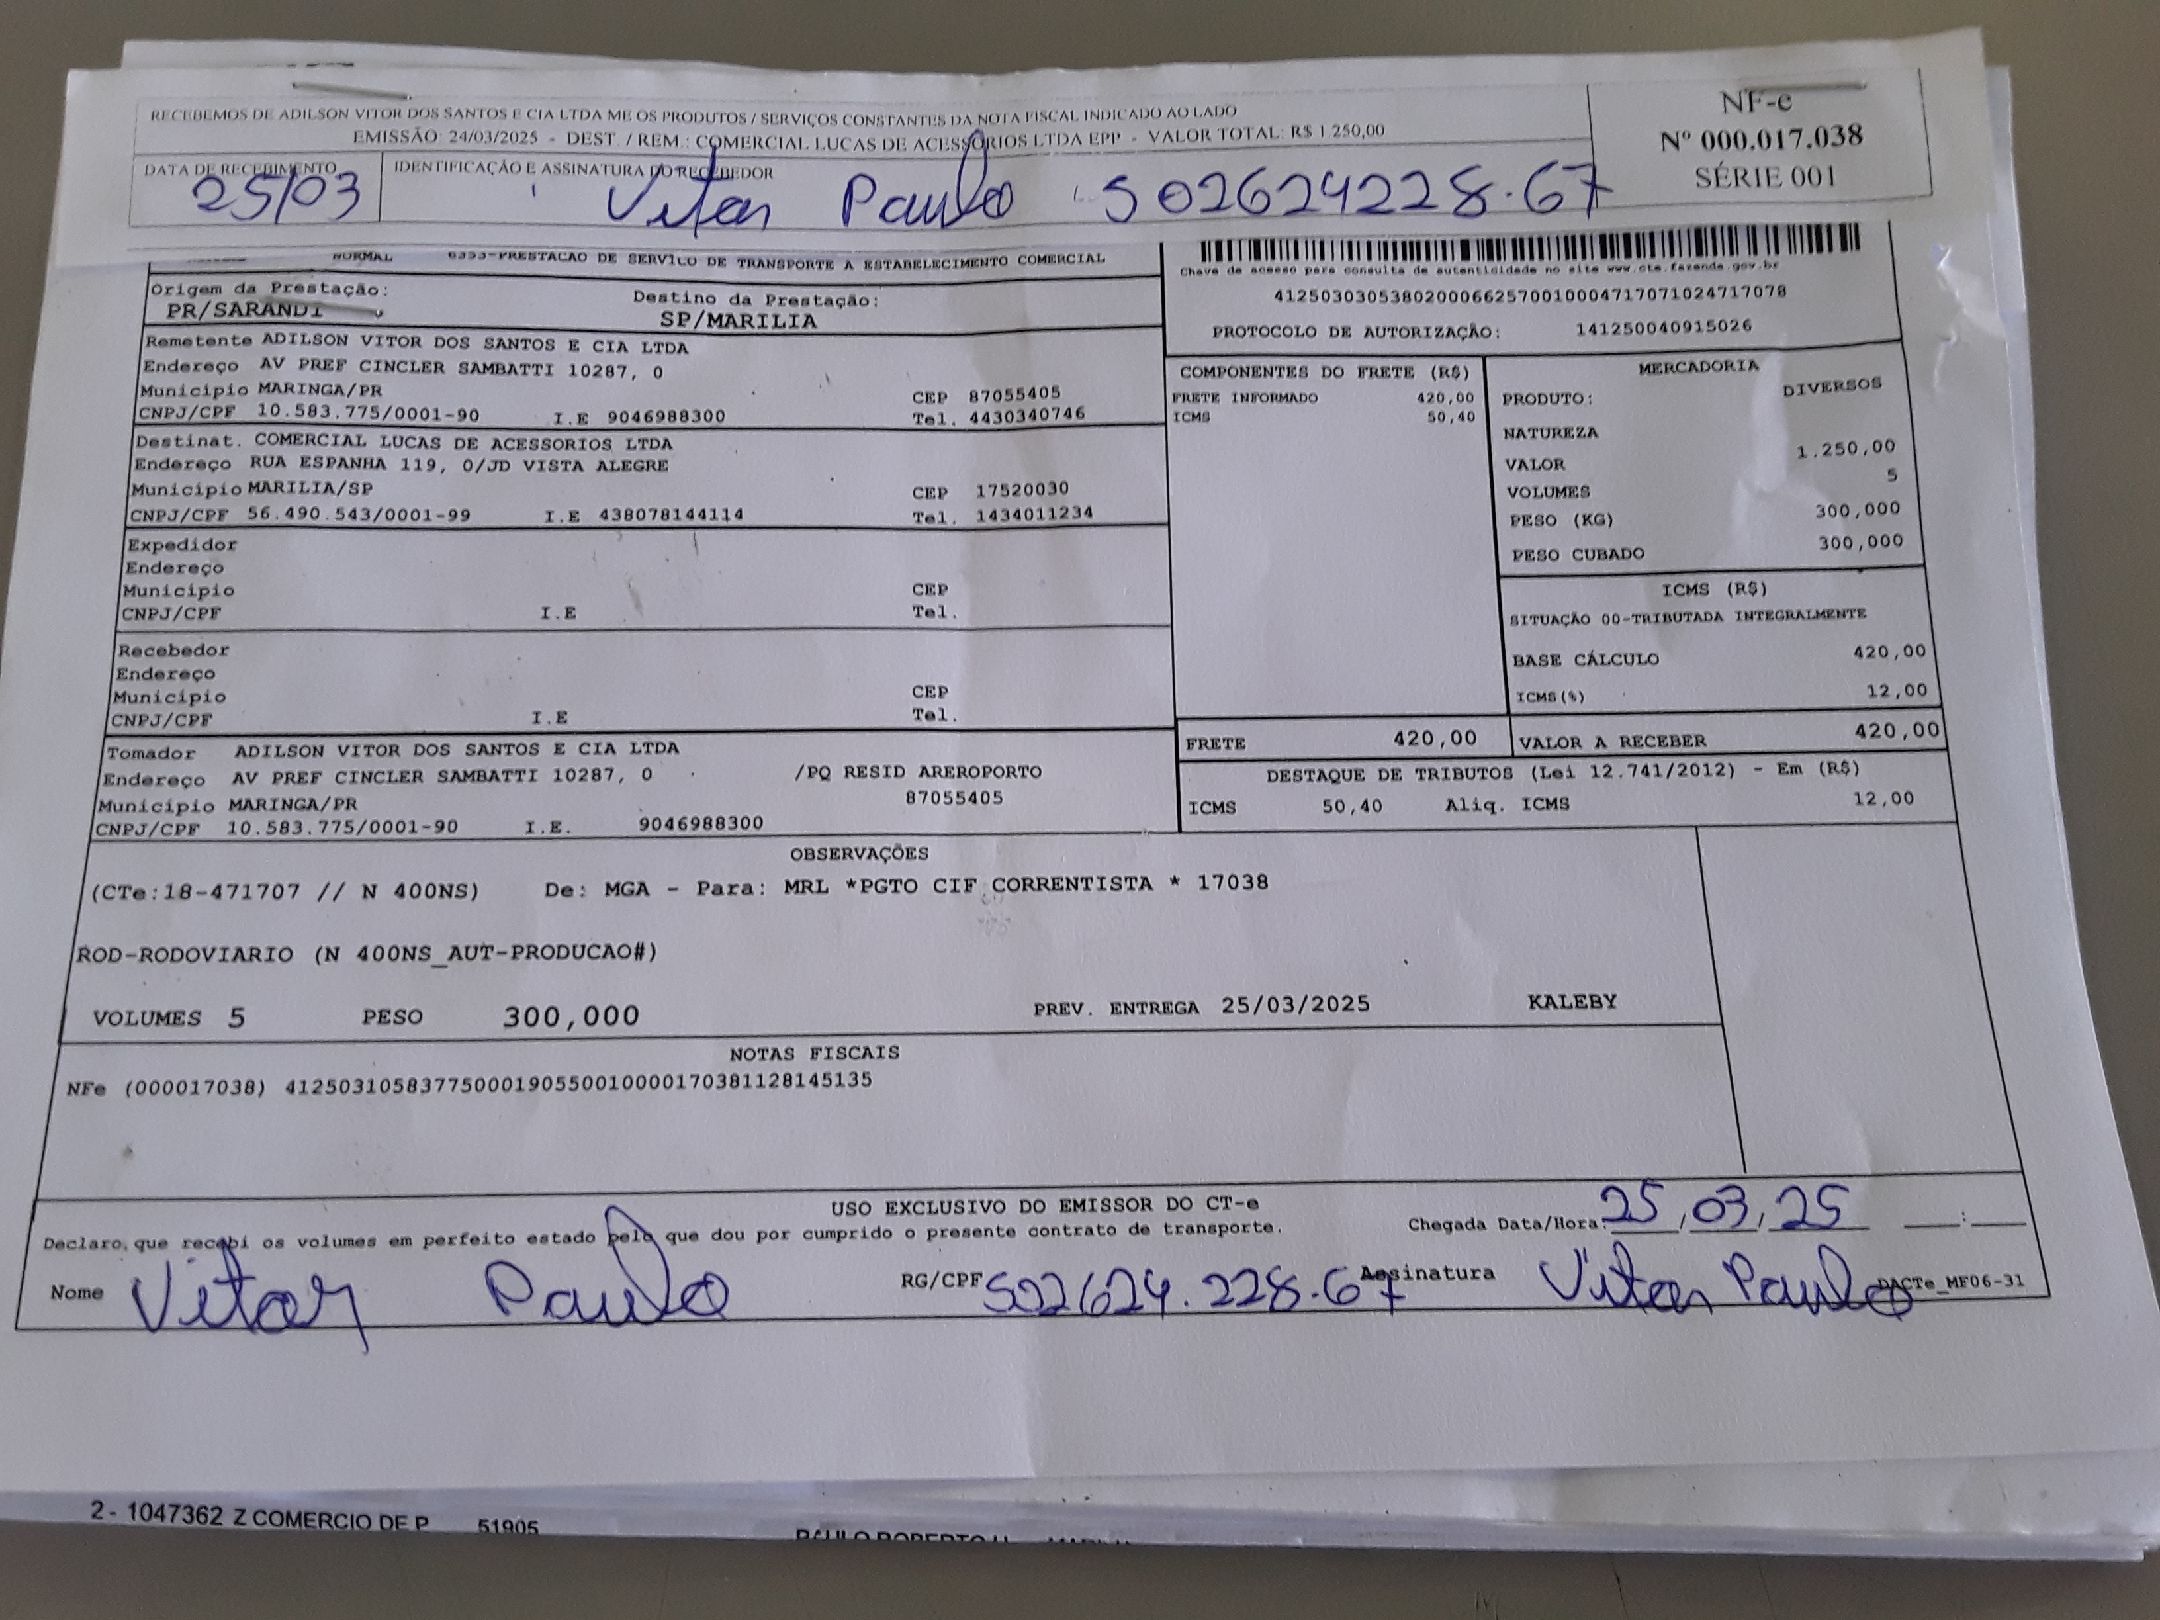 RECEBEMOS DE ADILSON VITOR DOS SANTOS E CIA LTDA ME OS PRODUTOS / SERVIÇOS CONSTANTES DA NOTA FISCAL INDICADO AO LADO
EMISSÃO: 24/03/2025 - DEST. / REM.: COMERCIAL LUCAS DE ACESSÓRIOS LTDA EPP - VALOR TOTAL: R$ 1.250,00
NF-e
Nº 000.017.038
SÉRIE 001
DATA DE RECEBIMENTO
25/03
IDENTIFICAÇÃO E ASSINATURA DO RECEBEDOR
Vitor Paulo 502624228-67
NORMAL 6353-PRESTACAO DE SERVICO DE TRANSPORTE A ESTABELECIMENTO COMERCIAL
Chave de acesso para consulta de autenticidade no site www.cte.fazenda.gov.br
41250303053802000662570010004717071024717078
PROTOCOLO DE AUTORIZAÇÃO: 141250040915026
Origem da Prestação: Destino da Prestação:
PR/SARANDI SP/MARILIA
Remetente ADILSON VITOR DOS SANTOS E CIA LTDA
Endereço AV PREF CINCLER SAMBATTI 10287, 0
Município MARINGA/PR CEP 87055405
CNPJ/CPF 10.583.775/0001-90 I.E 9046988300 Tel. 4430340746
Destinat. COMERCIAL LUCAS DE ACESSORIOS LTDA
Endereço RUA ESPANHA 119, 0/JD VISTA ALEGRE
Município MARILIA/SP CEP 17520030
CNPJ/CPF 56.490.543/0001-99 I.E 438078144114 Tel. 1434011234
Expedidor
Endereço
Município CEP
CNPJ/CPF I.E Tel.
Recebedor
Endereço
Município CEP
CNPJ/CPF I.E Tel.
Tomador ADILSON VITOR DOS SANTOS E CIA LTDA
Endereço AV PREF CINCLER SAMBATTI 10287, 0 /PQ RESID AREROPORTO
Município MARINGA/PR 87055405
CNPJ/CPF 10.583.775/0001-90 I.E. 9046988300
COMPONENTES DO FRETE (R$)
FRETE INFORMADO 420,00
ICMS 50,40
FRETE 420,00
MERCADORIA
PRODUTO: DIVERSOS
NATUREZA
VALOR 1.250,00
VOLUMES 5
PESO (KG) 300,000
PESO CUBADO 300,000
ICMS (R$)
SITUAÇÃO 00-TRIBUTADA INTEGRALMENTE
BASE CÁLCULO 420,00
ICMS(%) 12,00
VALOR A RECEBER 420,00
DESTAQUE DE TRIBUTOS (Lei 12.741/2012) - Em (R$)
ICMS 50,40 Aliq. ICMS 12,00
OBSERVAÇÕES
(CTe:18-471707 // N 400NS) De: MGA - Para: MRL *PGTO CIF CORRENTISTA * 17038
ROD-RODOVIARIO (N 400NS_AUT-PRODUCAO#)
VOLUMES 5 PESO 300,000 PREV. ENTREGA 25/03/2025 KALEBY
NOTAS FISCAIS
NFe (000017038) 41250310583775000190550010000170381128145135
USO EXCLUSIVO DO EMISSOR DO CT-e
Declaro que recebi os volumes em perfeito estado pelo que dou por cumprido o presente contrato de transporte.
Chegada Data/Hora: 25/03/25 :
Nome Vitor Paulo RG/CPF 502624.228-67 Assinatura Vitor Paulo DACTe_MF06-31
2 - 1047362 Z COMERCIO DE P 51905